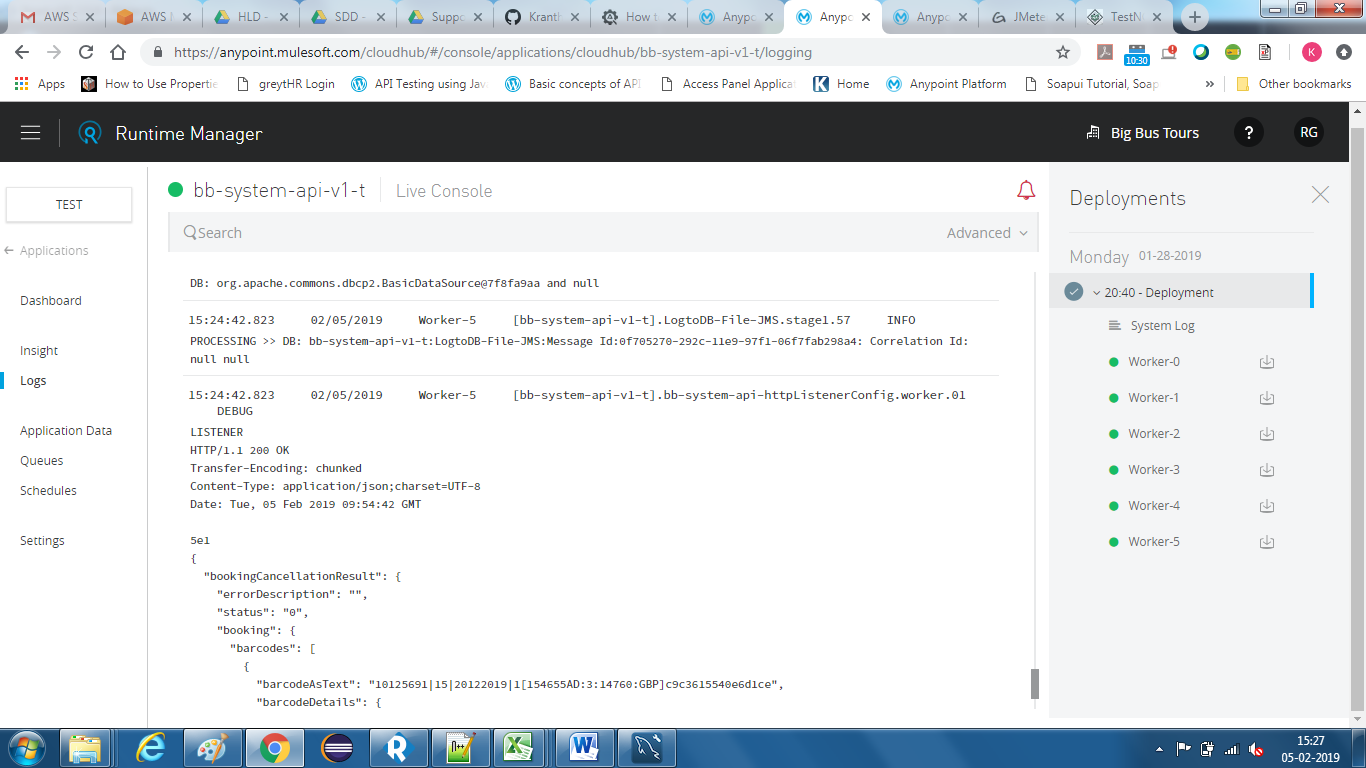 AWS S
AWS M
HLD -
SDD -
Suppo
Kranth
How to
Anypo
Anypo
Anypo
JMete
TestNG
https://anypoint.mulesoft.com/cloudhub/#/console/applications/cloudhub/bb-system-api-v1-t/logging
10:30
K
Apps
How to Use Propertie
greytHR Login
API Testing using Jav
Basic concepts of API
Access Panel Applicat
Home
Anypoint Platform
Soapui Tutorial, Soap
»
Other bookmarks
Runtime Manager
Big Bus Tours
?
RG
TEST
Applications
Dashboard
Insight
Logs
Application Data
Queues
Schedules
Settings
bb-system-api-v1-t
Live Console
Search
Advanced
DB: org.apache.commons.dbcp2.BasicDataSource@7f8fa9aa and null
15:24:42.823 02/05/2019 Worker-5 [bb-system-api-v1-t].LogtoDB-File-JMS.stage1.57 INFO
PROCESSING >> DB: bb-system-api-v1-t:LogtoDB-File-JMS:Message Id:0f705270-292c-11e9-97f1-06f7fab298a4: Correlation Id:
null null
15:24:42.823 02/05/2019 Worker-5 [bb-system-api-v1-t].bb-system-api-httpListenerConfig.worker.01
DEBUG
LISTENER
HTTP/1.1 200 OK
Transfer-Encoding: chunked
Content-Type: application/json;charset=UTF-8
Date: Tue, 05 Feb 2019 09:54:42 GMT
5e1
{
"bookingCancellationResult": {
"errorDescription": "",
"status": "0",
"booking": {
"barcodes": [
{
"barcodeAsText": "10125691|15|20122019|1[154655AD:3:14760:GBP]c9c3615540e6d1ce",
"barcodeDetails": {
Deployments
Monday 01-28-2019
20:40 - Deployment
System Log
Worker-0
Worker-1
Worker-2
Worker-3
Worker-4
Worker-5
15:27
05-02-2019